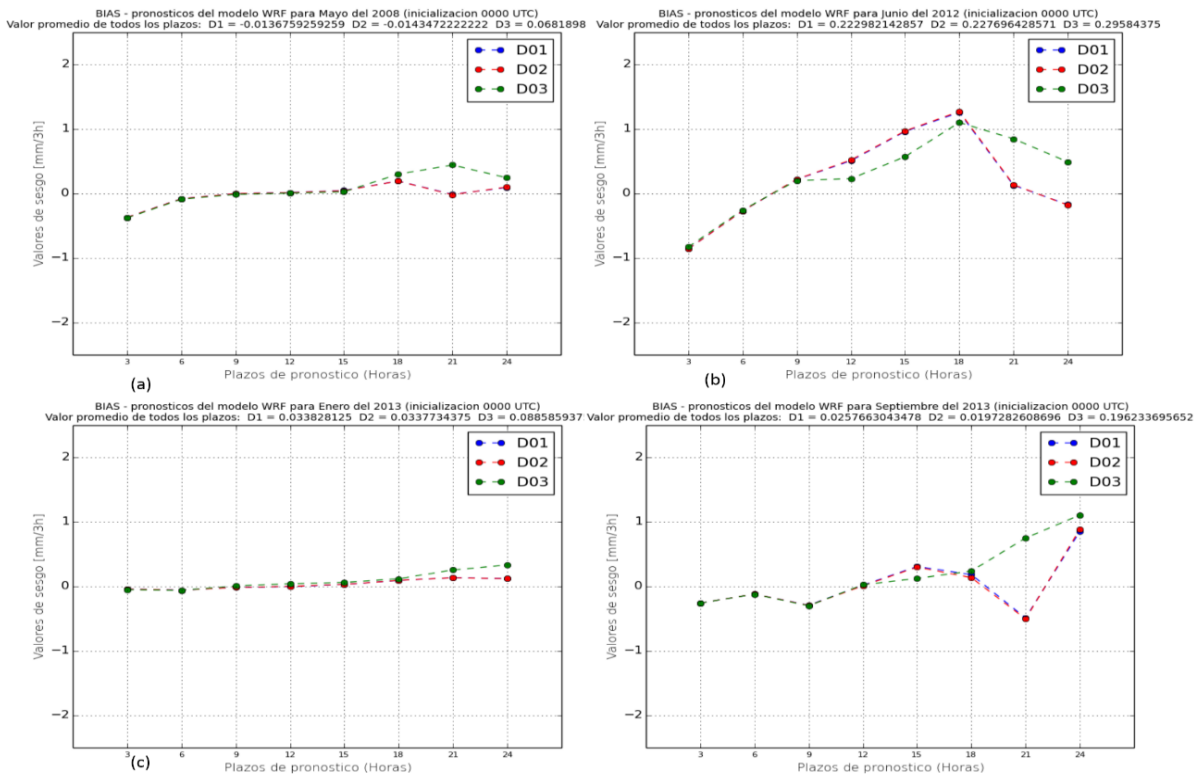 BIAS - pronosticos del modelo WRF para Mayo del 2008 (inicializacion 0000 UTC)
Valor promedio de todos los plazos: D1 = -0.0136759259259 D2 = -0.0143472222222 D3 = 0.0681898
D01
D02
D03
2
1
0
−1
−2
Valores de sesgo [mm/3h]
3 6 9 12 15 18 21 24
Plazos de pronostico (Horas)
(a)
BIAS - pronosticos del modelo WRF para Junio del 2012 (inicializacion 0000 UTC)
Valor promedio de todos los plazos: D1 = 0.222982142857 D2 = 0.227696428571 D3 = 0.29584375
D01
D02
D03
2
1
0
−1
−2
Valores de sesgo [mm/3h]
3 6 9 12 15 18 21 24
Plazos de pronostico (Horas)
(b)
BIAS - pronosticos del modelo WRF para Enero del 2013 (inicializacion 0000 UTC)
Valor promedio de todos los plazos: D1 = 0.033828125 D2 = 0.0337734375 D3 = 0.088585937
D01
D02
D03
2
1
0
−1
−2
Valores de sesgo [mm/3h]
3 6 9 12 15 18 21 24
Plazos de pronostico (Horas)
(c)
BIAS - pronosticos del modelo WRF para Septiembre del 2013 (inicializacion 0000 UTC)
Valor promedio de todos los plazos: D1 = 0.0257663043478 D2 = 0.0197282608696 D3 = 0.196233695652
D01
D02
D03
2
1
0
−1
−2
Valores de sesgo [mm/3h]
3 6 9 12 15 18 21 24
Plazos de pronostico (Horas)